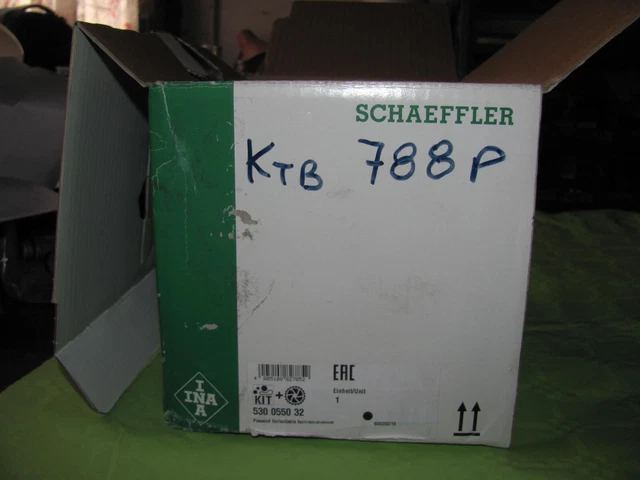 SCHAEFFLER
KTB 788P
EAC
KIT +
Einheit/Unit
530 0550 32
1
I
INA
A